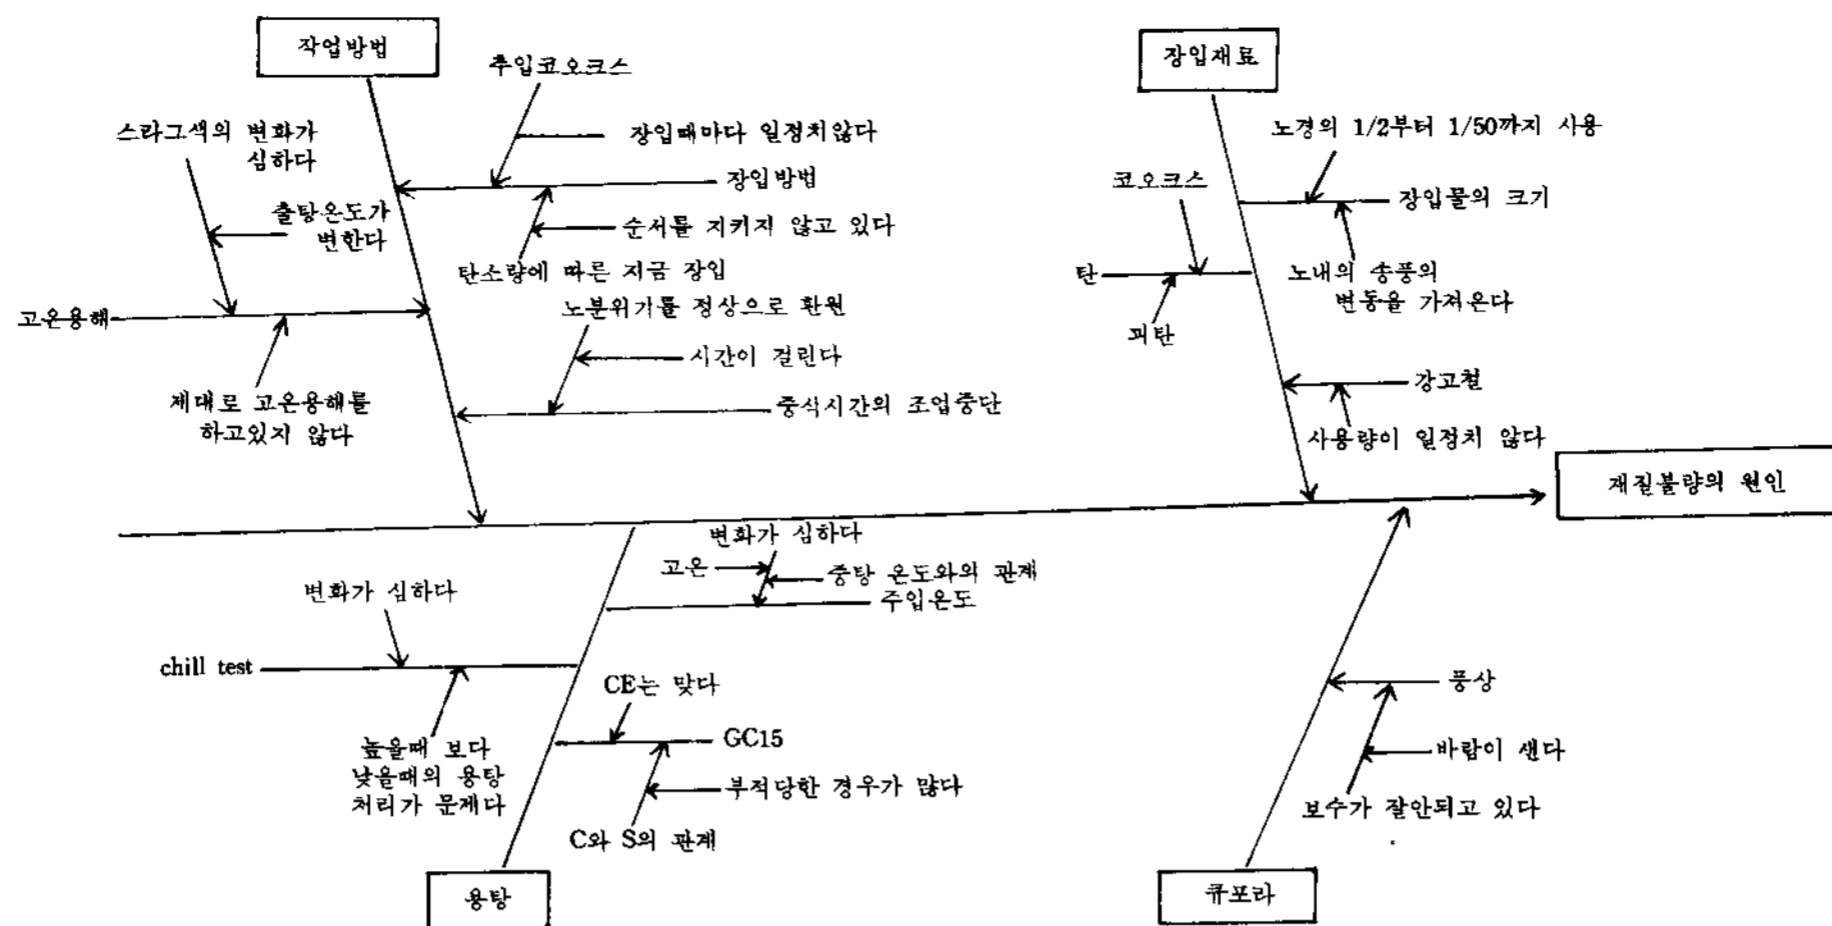 작업방법
추입코오크스
스라그색의 변화가
심하다
장입때마다 일정치않다
장입방법
출탕온도가
변한다
순서를 지키지 않고 있다
탄소량에 따른 지금 장입
고온용해
노분위기를 정상으로 환원
시간이 걸린다
제대로 고온용해를
하고있지 않다
중식시간의 조업중단
장입재료
노경의 1/2부터 1/50까지 사용
코오크스
장입물의 크기
탄
노내의 송풍의
변동을 가져온다
괴탄
강고철
사용량이 일정치 않다
재질불량의 원인
변화가 심하다
고온
중탕 온도와의 관계
주입온도
변화가 심하다
chill test
CE는 맞다
높을때 보다
낮을때의 용탕
처리가 문제다
GC15
부적당한 경우가 많다
C와 S의 관계
용탕
풍상
바람이 샌다
보수가 잘안되고 있다
큐포라